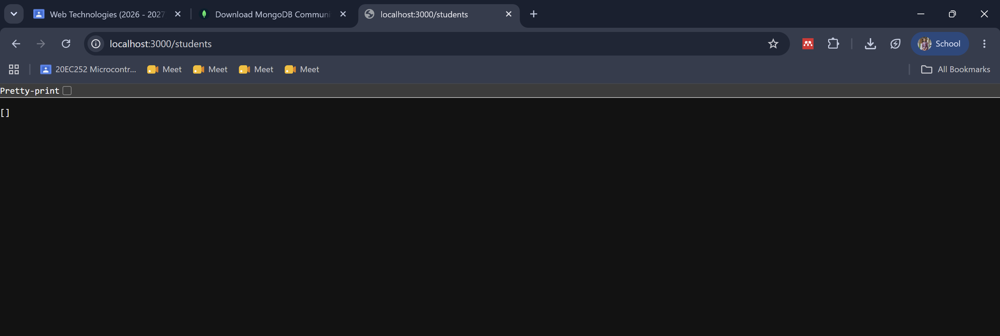 Web Technologies (2026 - 2027
Download MongoDB Communi
localhost:3000/students
localhost:3000/students
School
20EC252 Microcontr...
Meet
Meet
Meet
Meet
All Bookmarks
Pretty-print
[]